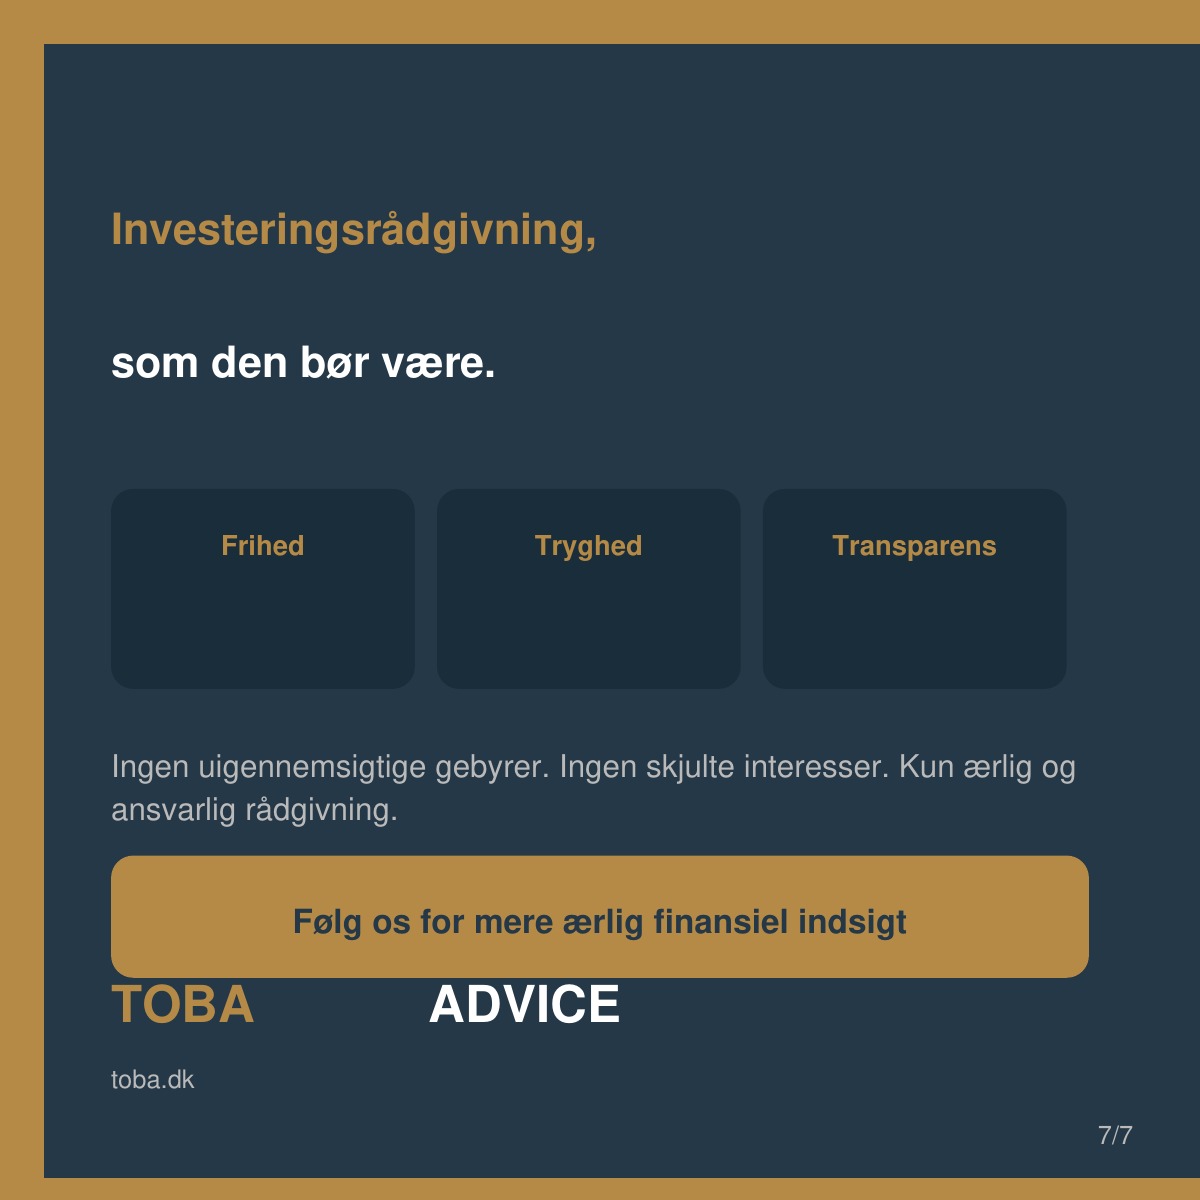 Investeringsrådgivning,
som den bør være.
Frihed
Tryghed
Transparens
Ingen uigennemsigtige gebyrer. Ingen skjulte interesser. Kun ærlig og
ansvarlig rådgivning.
Følg os for mere ærlig finansiel indsigt
TOBA ADVICE
toba.dk
7/7